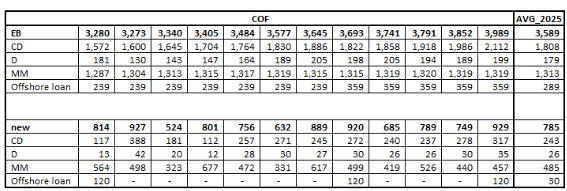 COF AVG_2025
EB 3,280 3,273 3,340 3,405 3,484 3,577 3,645 3,693 3,741 3,791 3,852 3,989 3,589
CD 1,572 1,600 1,645 1,704 1,764 1,830 1,886 1,822 1,858 1,918 1,986 2,112 1,808
D 181 130 143 147 164 189 205 198 205 194 189 199 179
MM 1,287 1,304 1,313 1,315 1,317 1,319 1,315 1,315 1,319 1,320 1,319 1,319 1,313
Offshore loan 239 239 239 239 239 239 239 359 359 359 359 359 289
new 814 927 524 801 756 632 889 920 685 789 749 929 785
CD 117 388 181 112 257 271 245 272 240 237 278 317 243
D 13 42 20 12 28 30 27 30 26 26 30 35 26
MM 564 498 323 677 472 331 617 499 419 526 440 457 485
Offshore loan 120 - - - - - - 120 - - - 120 30